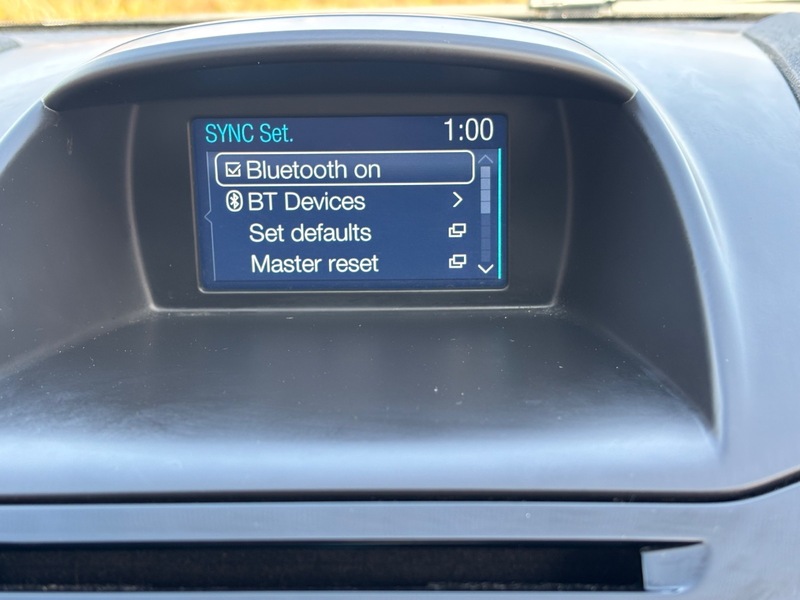 SYNC Set. 1:00
Bluetooth on
BT Devices
Set defaults
Master reset